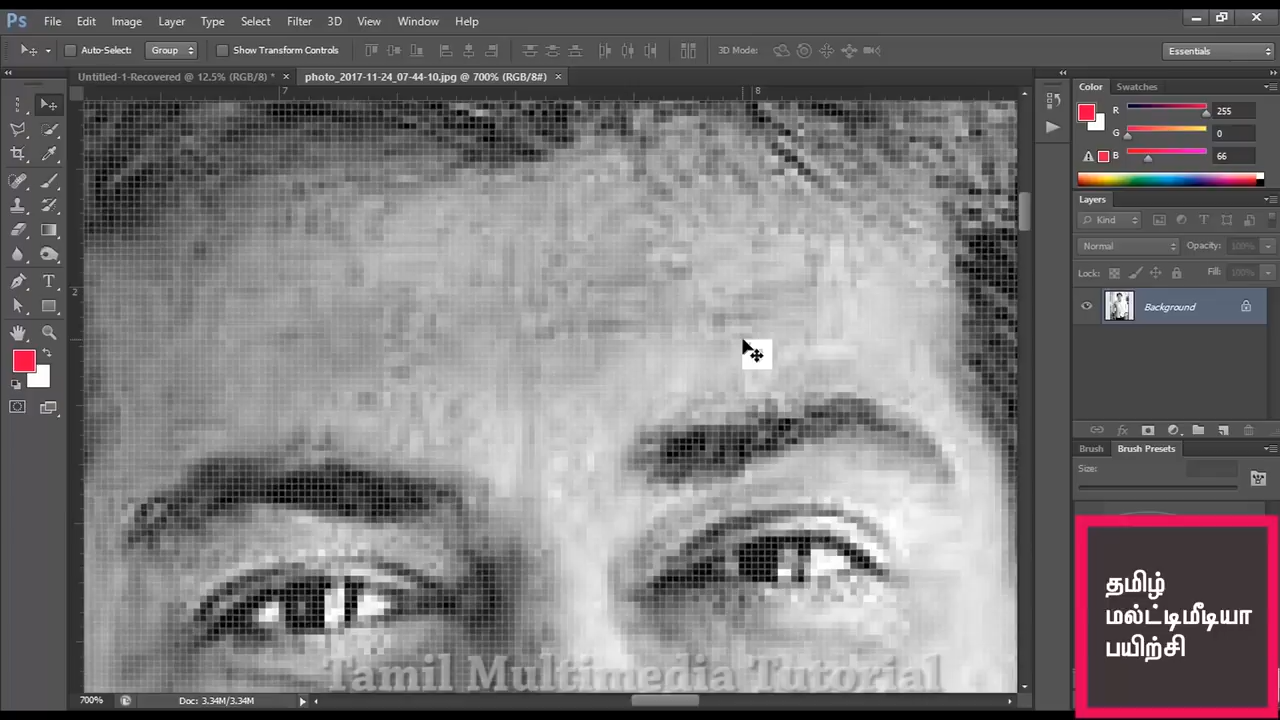 Ps File Edit Image Layer Type Select Filter 3D View Window Help
Auto-Select: Group Show Transform Controls 3D Mode: Essentials
Untitled-1-Recovered @ 12.5% (RGB/8) * × photo_2017-11-24_07-44-10.jpg @ 700% (RGB/8#) ×
7 8
2
Color Swatches
R 255
G 0
B 66
Layers
Kind
Normal Opacity: 100%
Lock: Fill: 100%
Background
Brush Brush Presets
Size:
தமிழ்
மல்ட்டிமீடியா
பயிற்சி
Tamil Multimedia Tutorial
700% Doc: 3.34M/3.34M